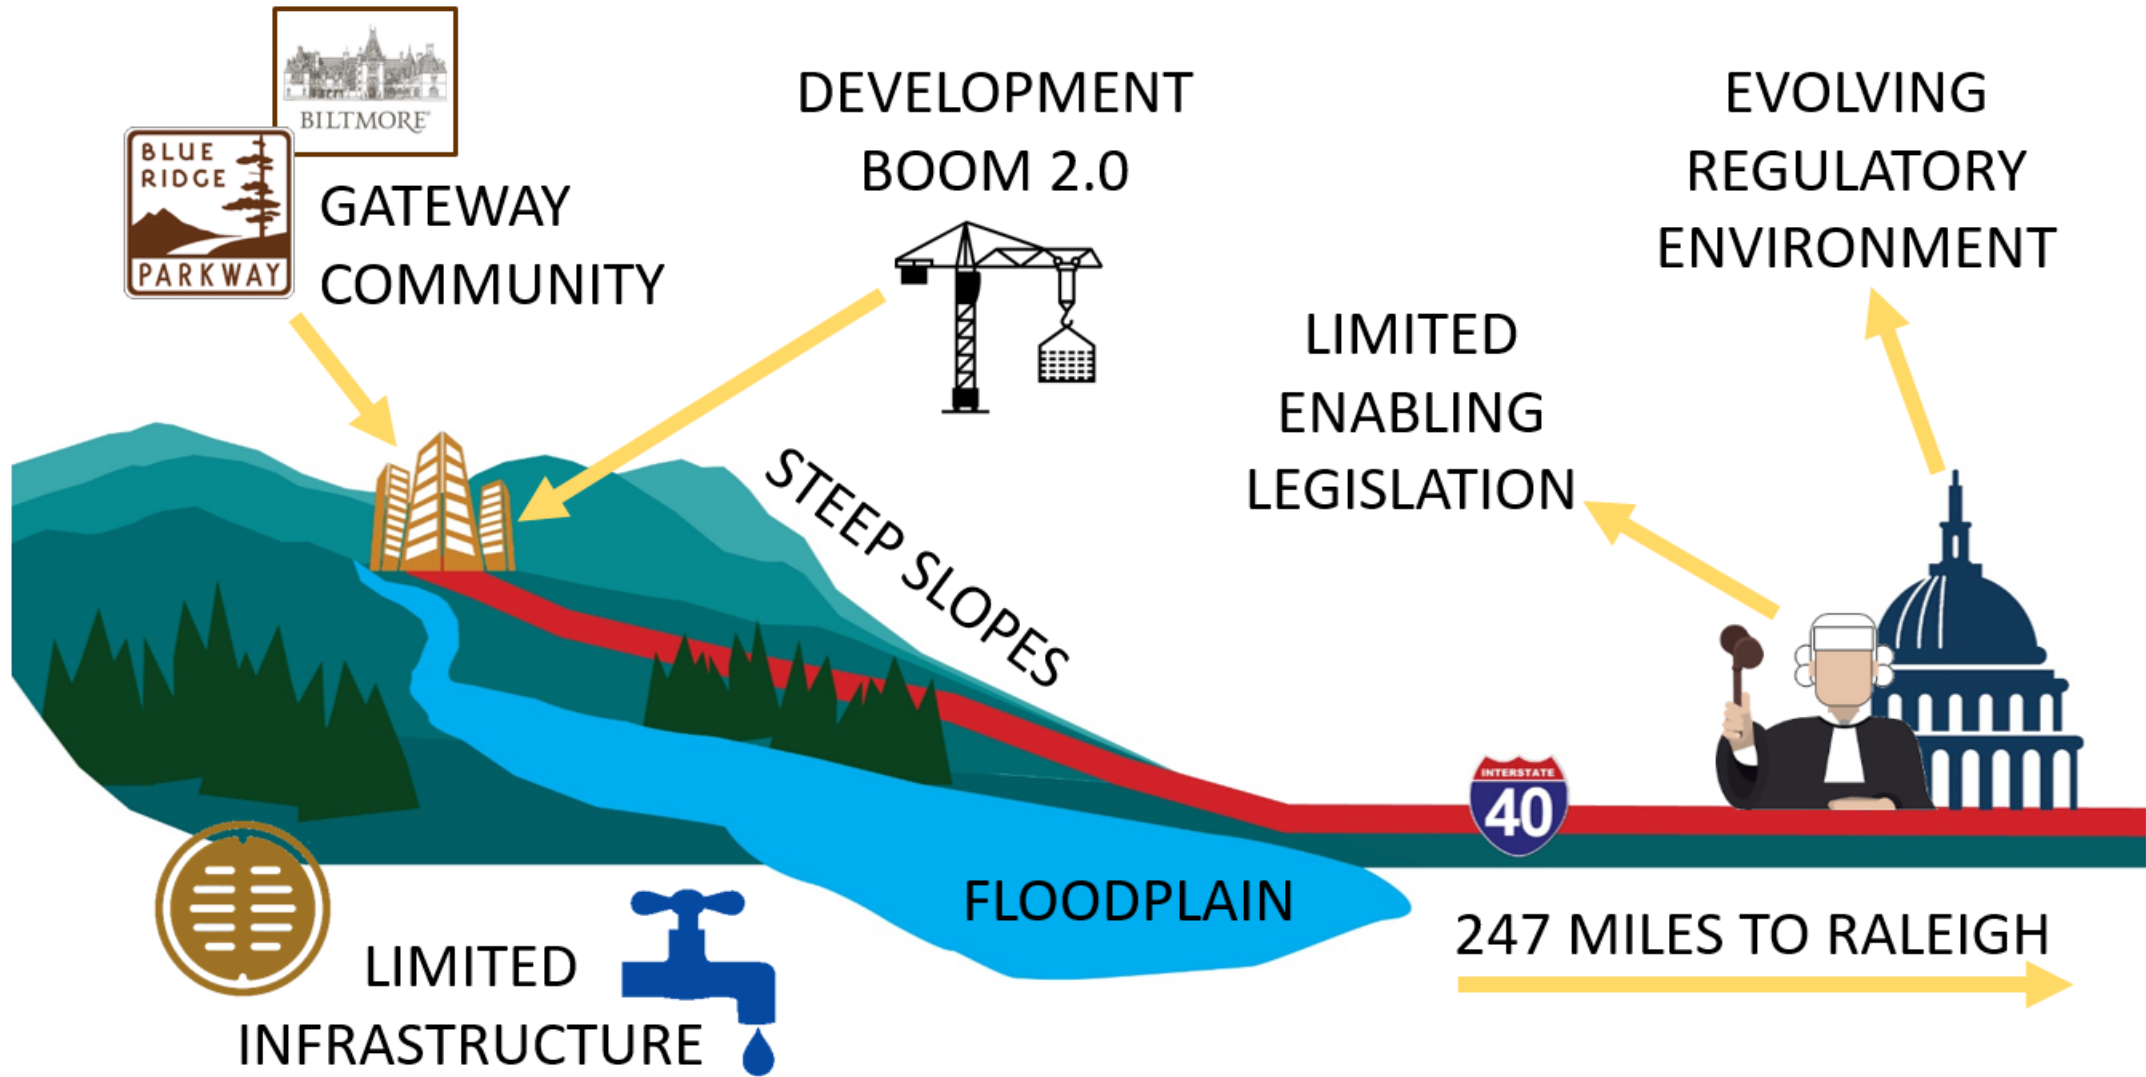 BILTMORE®
BLUE
RIDGE
PARKWAY
GATEWAY
COMMUNITY
DEVELOPMENT
BOOM 2.0
EVOLVING
REGULATORY
ENVIRONMENT
LIMITED
ENABLING
LEGISLATION
STEEP SLOPES
INTERSTATE
40
FLOODPLAIN
247 MILES TO RALEIGH
LIMITED
INFRASTRUCTURE